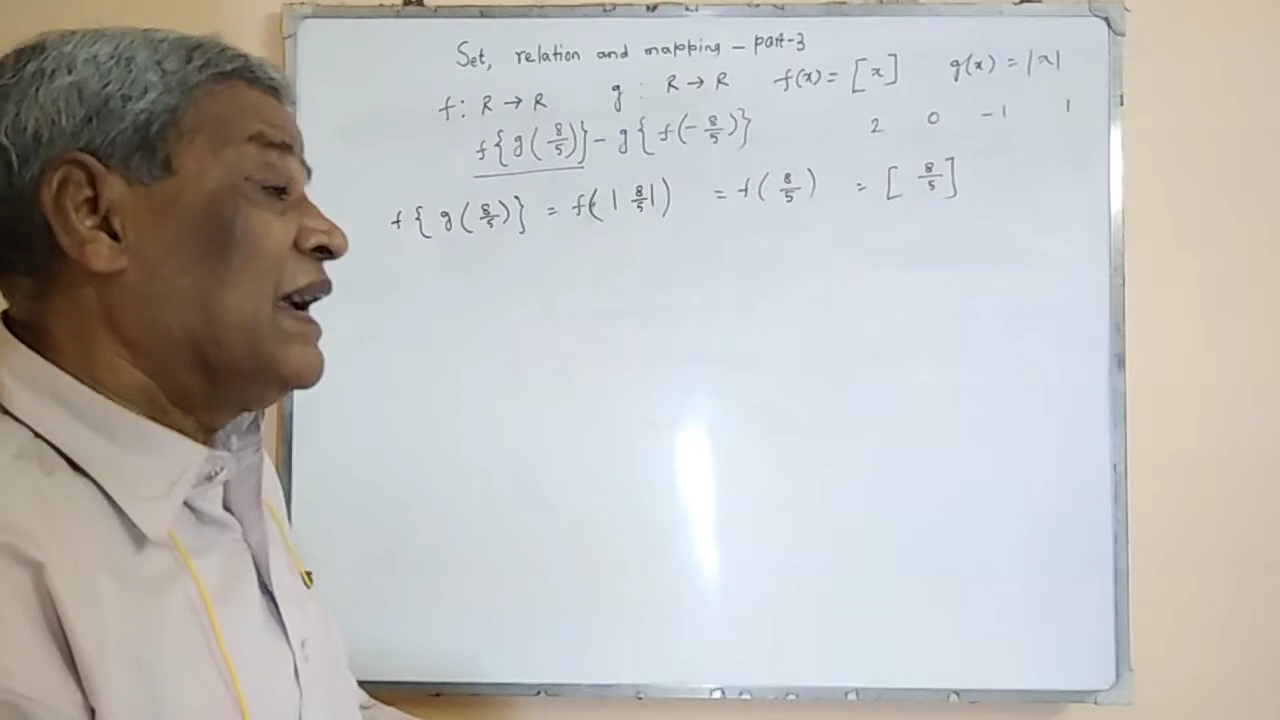 Set, relation and mapping - part-3
f: R → R g : R → R f(x) = [x] g(x) = |x|
f{g(8/5)} - g{f(-8/5)} 2 0 -1 1
f{g(8/5)} = f(|8/5|) = f(8/5) = [8/5]